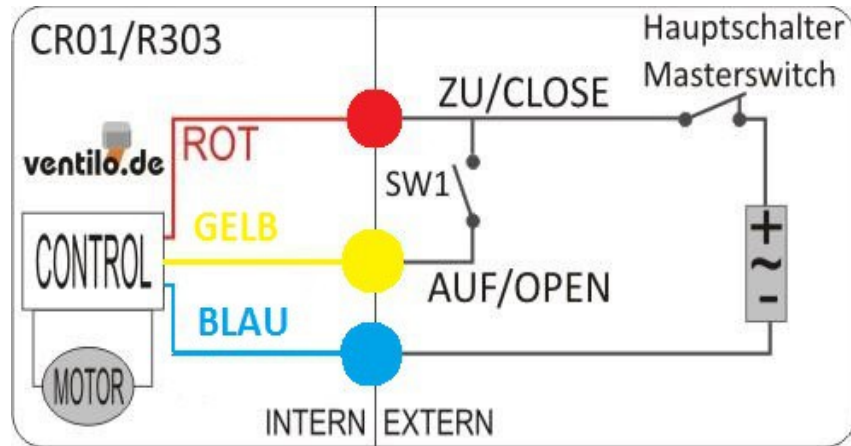 CR01/R303
Hauptschalter
Masterswitch
ZU/CLOSE
ventilo.de
ROT
SW1
GELB
CONTROL
AUF/OPEN
+
~
-
BLAU
MOTOR
INTERN EXTERN